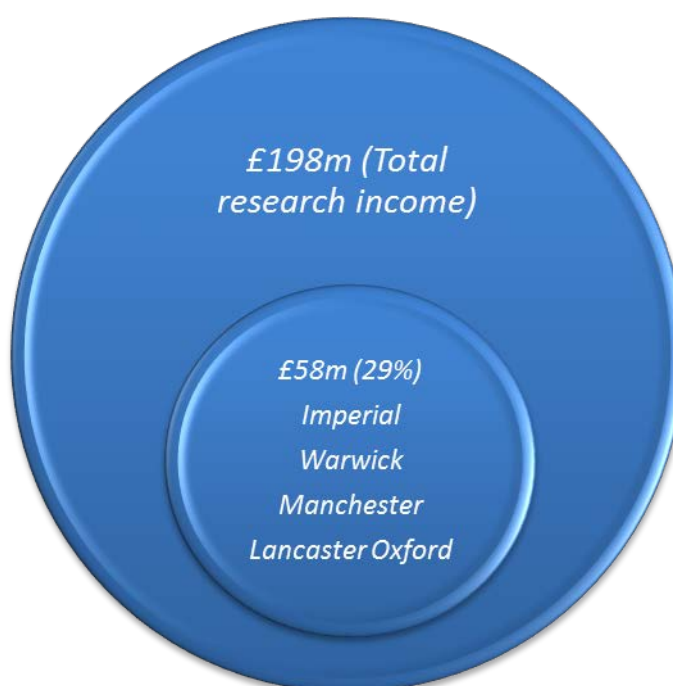 £198m (Total
research income)
£58m (29%)
Imperial
Warwick
Manchester
Lancaster Oxford